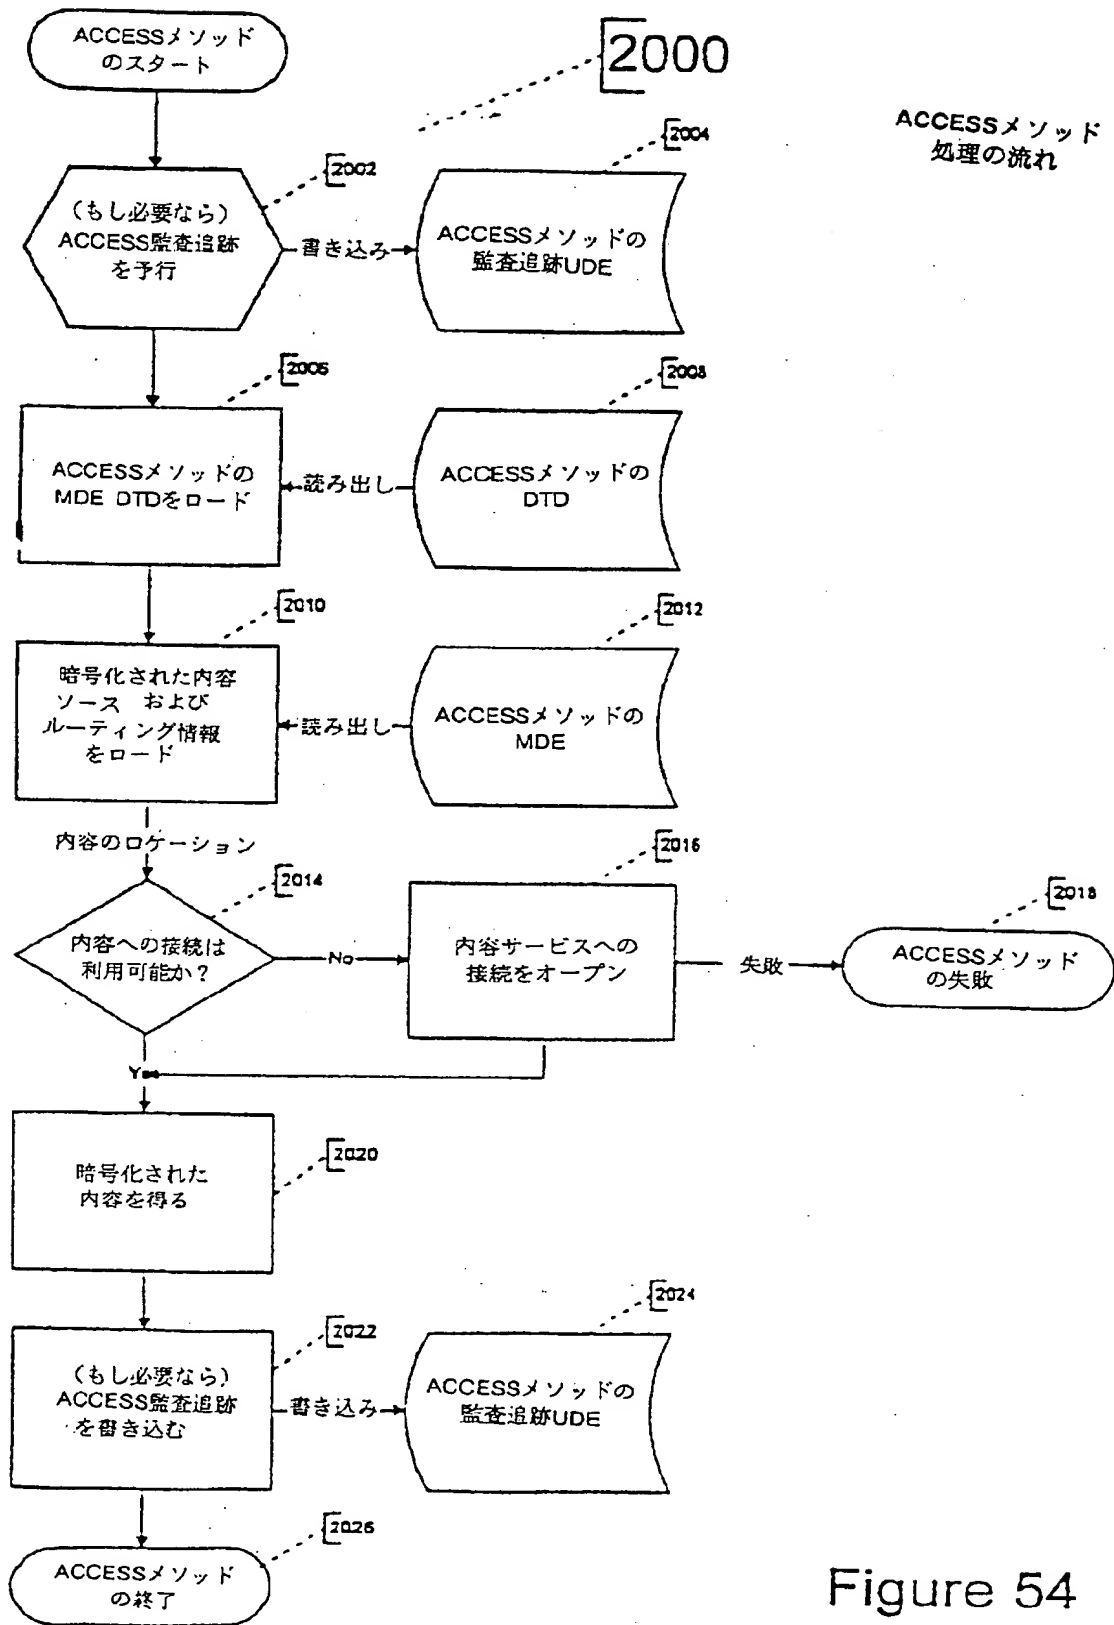 ACCESSメソッド
のスタート
2000
ACCESSメソッド
処理の流れ
2002
2004
(もし必要なら)
ACCESS監査追跡
を予行
書き込み
ACCESSメソッドの
監査追跡UDE
2006
2008
ACCESSメソッドの
MDE DTDをロード
読み出し
ACCESSメソッドの
DTD
2010
2012
暗号化された内容
ソース および
ルーティング情報
をロード
読み出し
ACCESSメソッドの
MDE
内容のロケーション
2014
2016
2018
内容への接続は
利用可能か？
No
内容サービスへの
接続をオープン
失敗
ACCESSメソッド
の失敗
Y
2020
暗号化された
内容を得る
2022
2024
(もし必要なら)
ACCESS監査追跡
を書き込む
書き込み
ACCESSメソッドの
監査追跡UDE
2026
ACCESSメソッド
の終了
Figure 54